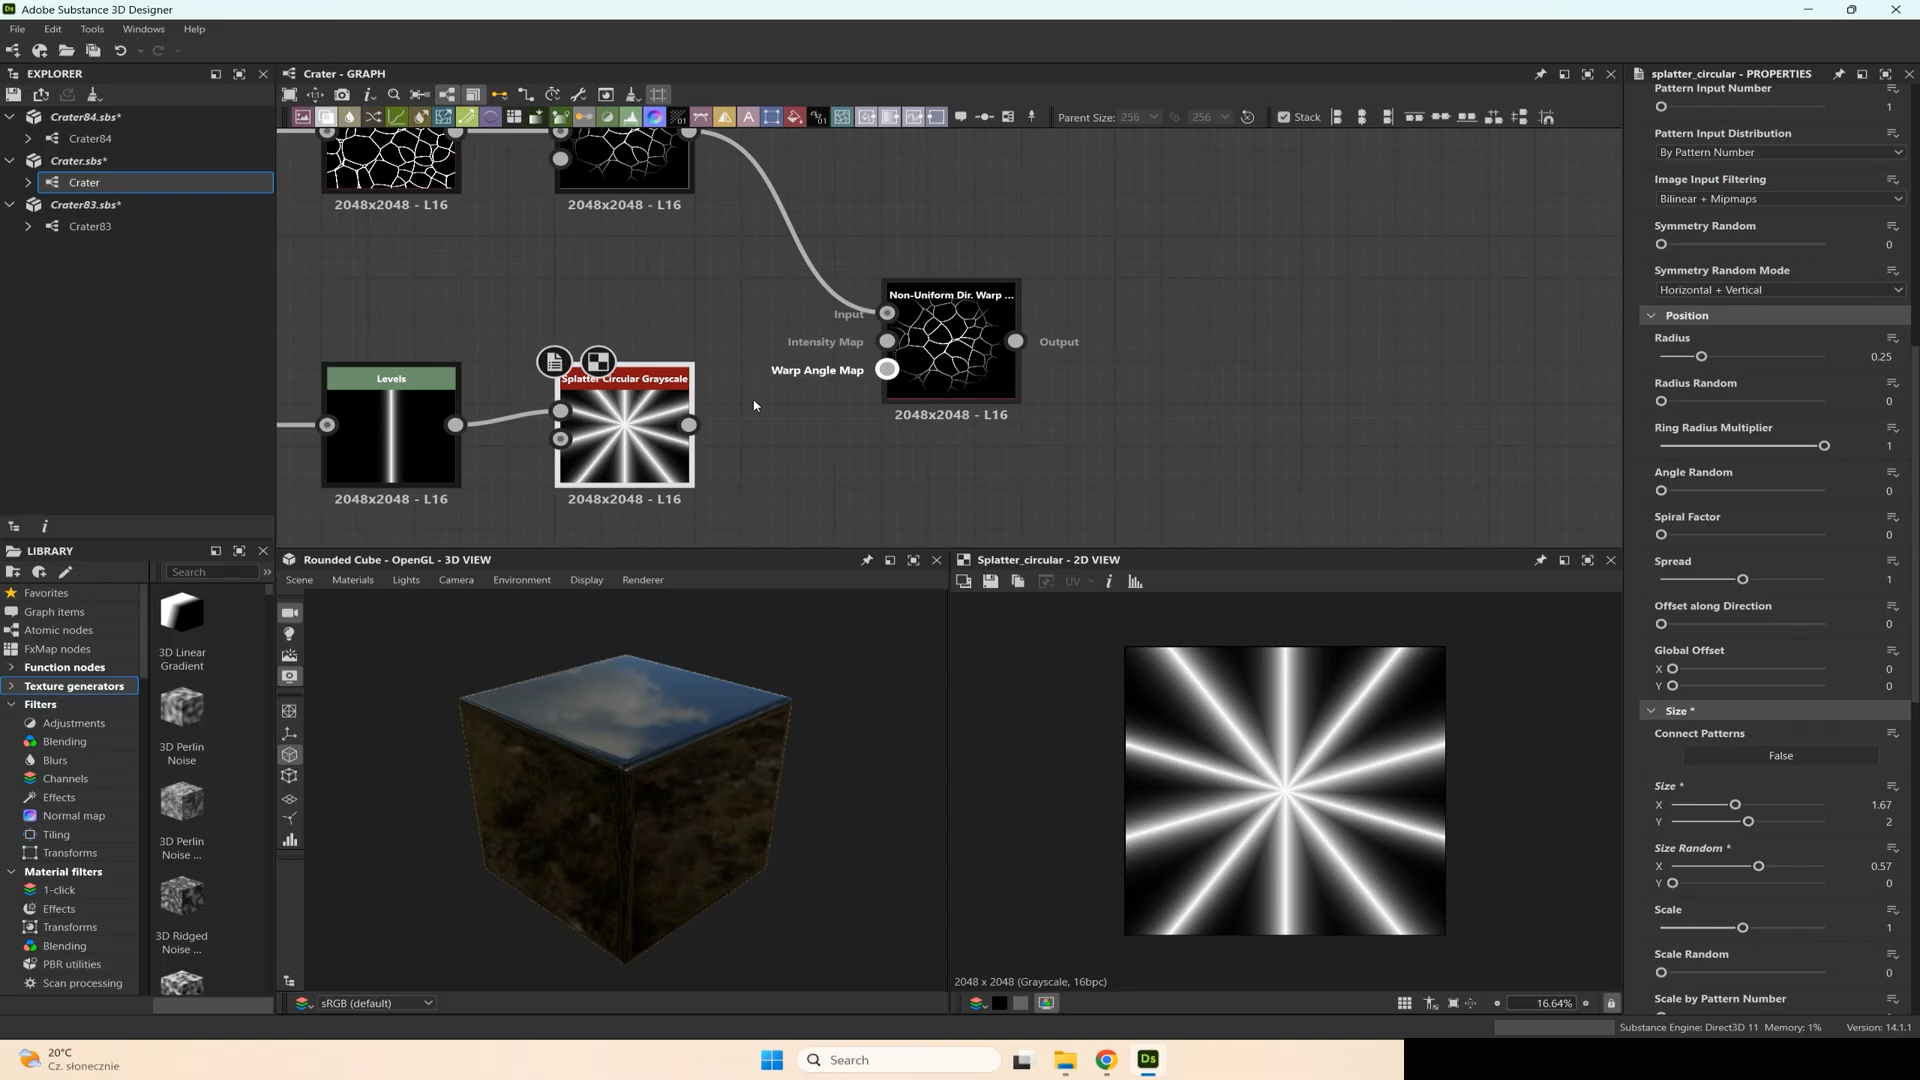 Adobe Substance 3D Designer
File Edit Tools Windows Help
EXPLORER
Crater84.sbs*
Crater84
Crater.sbs*
Crater
Crater83.sbs*
Crater83
Crater - GRAPH
Parent Size: 256 256 Stack
2048x2048 - L16
2048x2048 - L16
Non-Uniform Dir. Warp ...
Input
Intensity Map
Output
Warp Angle Map
2048x2048 - L16
Levels
Splatter Circular Grayscale
2048x2048 - L16
2048x2048 - L16
LIBRARY
Search
Favorites
Graph items
Atomic nodes
FxMap nodes
Function nodes
Texture generators
Filters
Adjustments
Blending
Blurs
Channels
Effects
Normal map
Tiling
Transforms
Material filters
1-click
Effects
Transforms
Blending
PBR utilities
Scan processing
3D Linear
Gradient
3D Perlin
Noise
3D Perlin
Noise ...
3D Ridged
Noise ...
Rounded Cube - OpenGL - 3D VIEW
Scene Materials Lights Camera Environment Display Renderer
sRGB (default)
Splatter_circular - 2D VIEW
UV
2048 x 2048 (Grayscale, 16bpc)
16.64%
splatter_circular - PROPERTIES
Pattern Input Number
1
Pattern Input Distribution
By Pattern Number
Image Input Filtering
Bilinear + Mipmaps
Symmetry Random
0
Symmetry Random Mode
Horizontal + Vertical
Position
Radius
0.25
Radius Random
0
Ring Radius Multiplier
1
Angle Random
0
Spiral Factor
0
Spread
1
Offset along Direction
0
Global Offset
X 0
Y 0
Size *
Connect Patterns
False
Size *
X 1.67
Y 2
Size Random *
X 0.57
Y 0
Scale
1
Scale Random
0
Scale by Pattern Number
Substance Engine: Direct3D 11 Memory: 1% Version: 14.1.1
20°C
Cz. słonecznie
Search
Ds